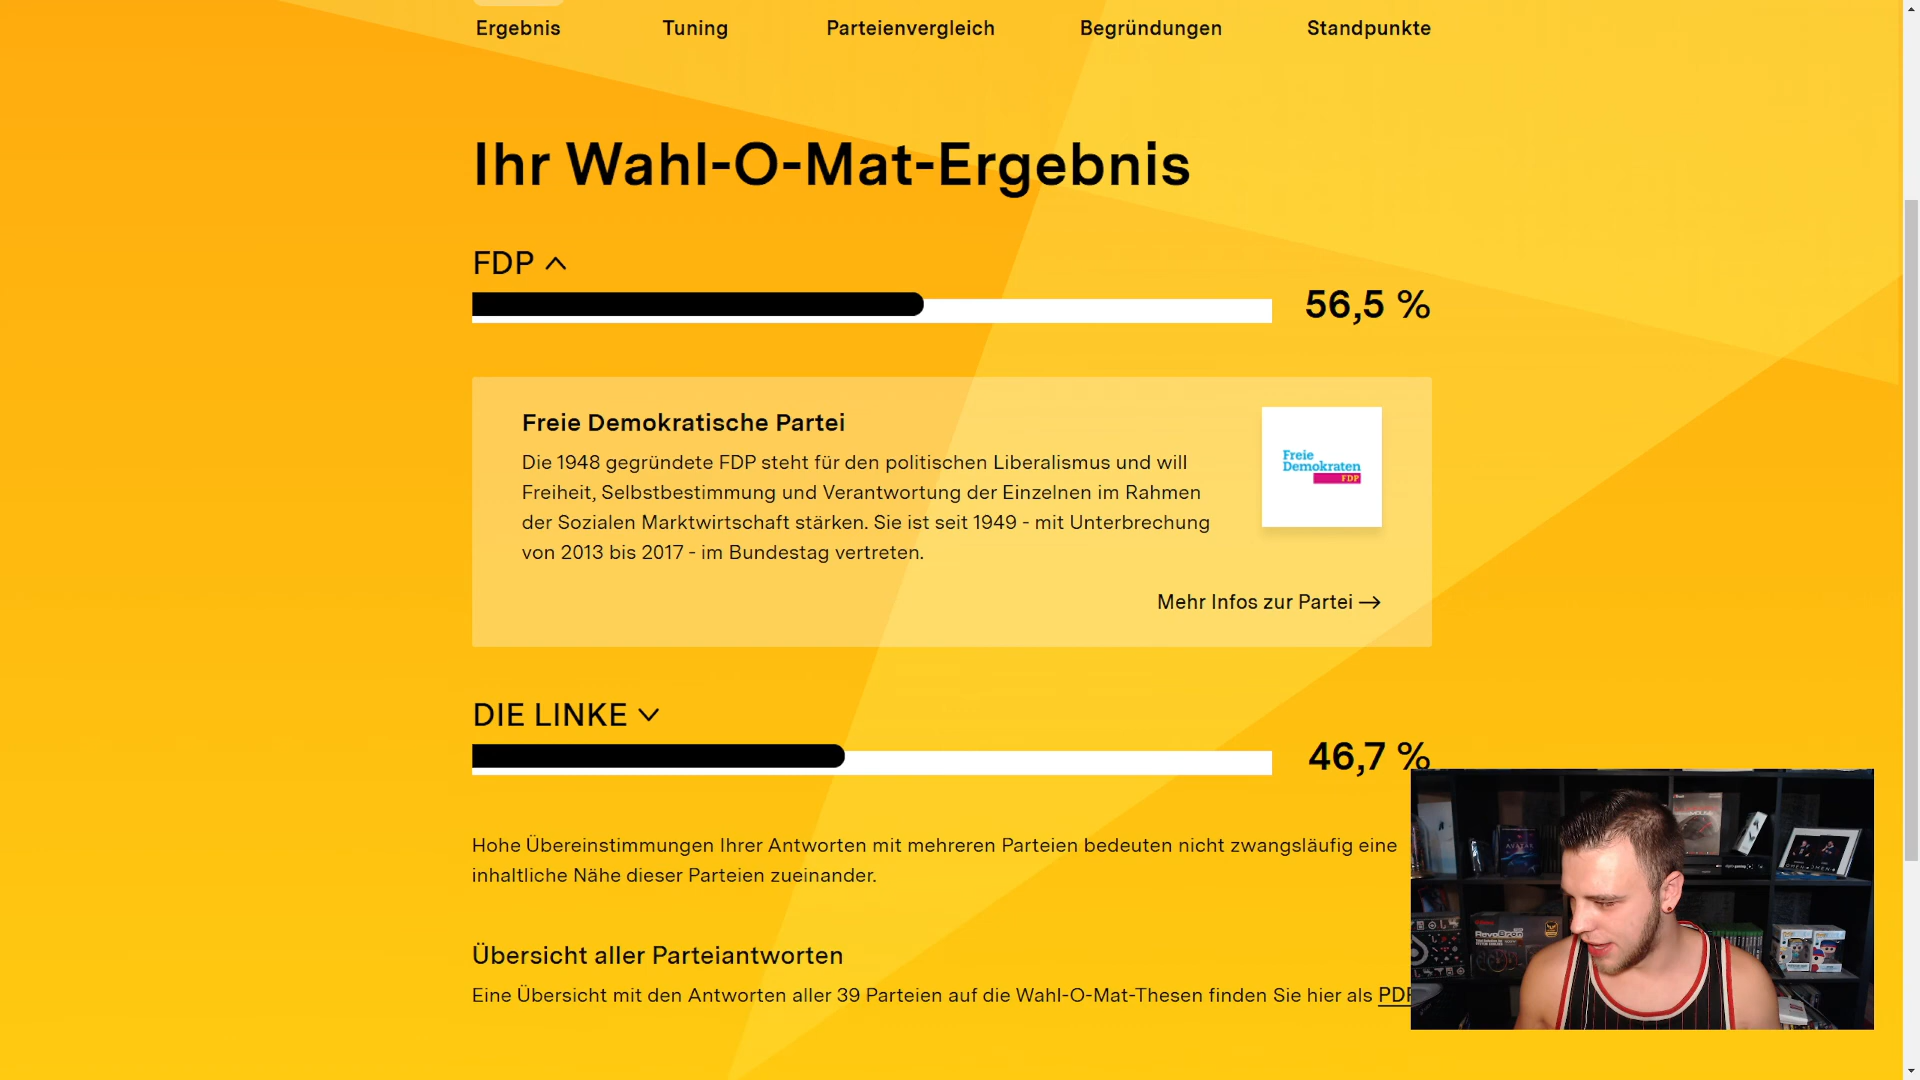 Ergebnis
Tuning
Parteienvergleich
Begründungen
Standpunkte
Ihr Wahl-O-Mat-Ergebnis
FDP
56,5 %
Freie Demokratische Partei
Die 1948 gegründete FDP steht für den politischen Liberalismus und will
Freiheit, Selbstbestimmung und Verantwortung der Einzelnen im Rahmen
der Sozialen Marktwirtschaft stärken. Sie ist seit 1949 - mit Unterbrechung
von 2013 bis 2017 - im Bundestag vertreten.
Freie
Demokraten
FDP
Mehr Infos zur Partei
DIE LINKE
46,7 %
Hohe Übereinstimmungen Ihrer Antworten mit mehreren Parteien bedeuten nicht zwangsläufig eine
inhaltliche Nähe dieser Parteien zueinander.
Übersicht aller Parteiantworten
Eine Übersicht mit den Antworten aller 39 Parteien auf die Wahl-O-Mat-Thesen finden Sie hier als PDF
AVATAR